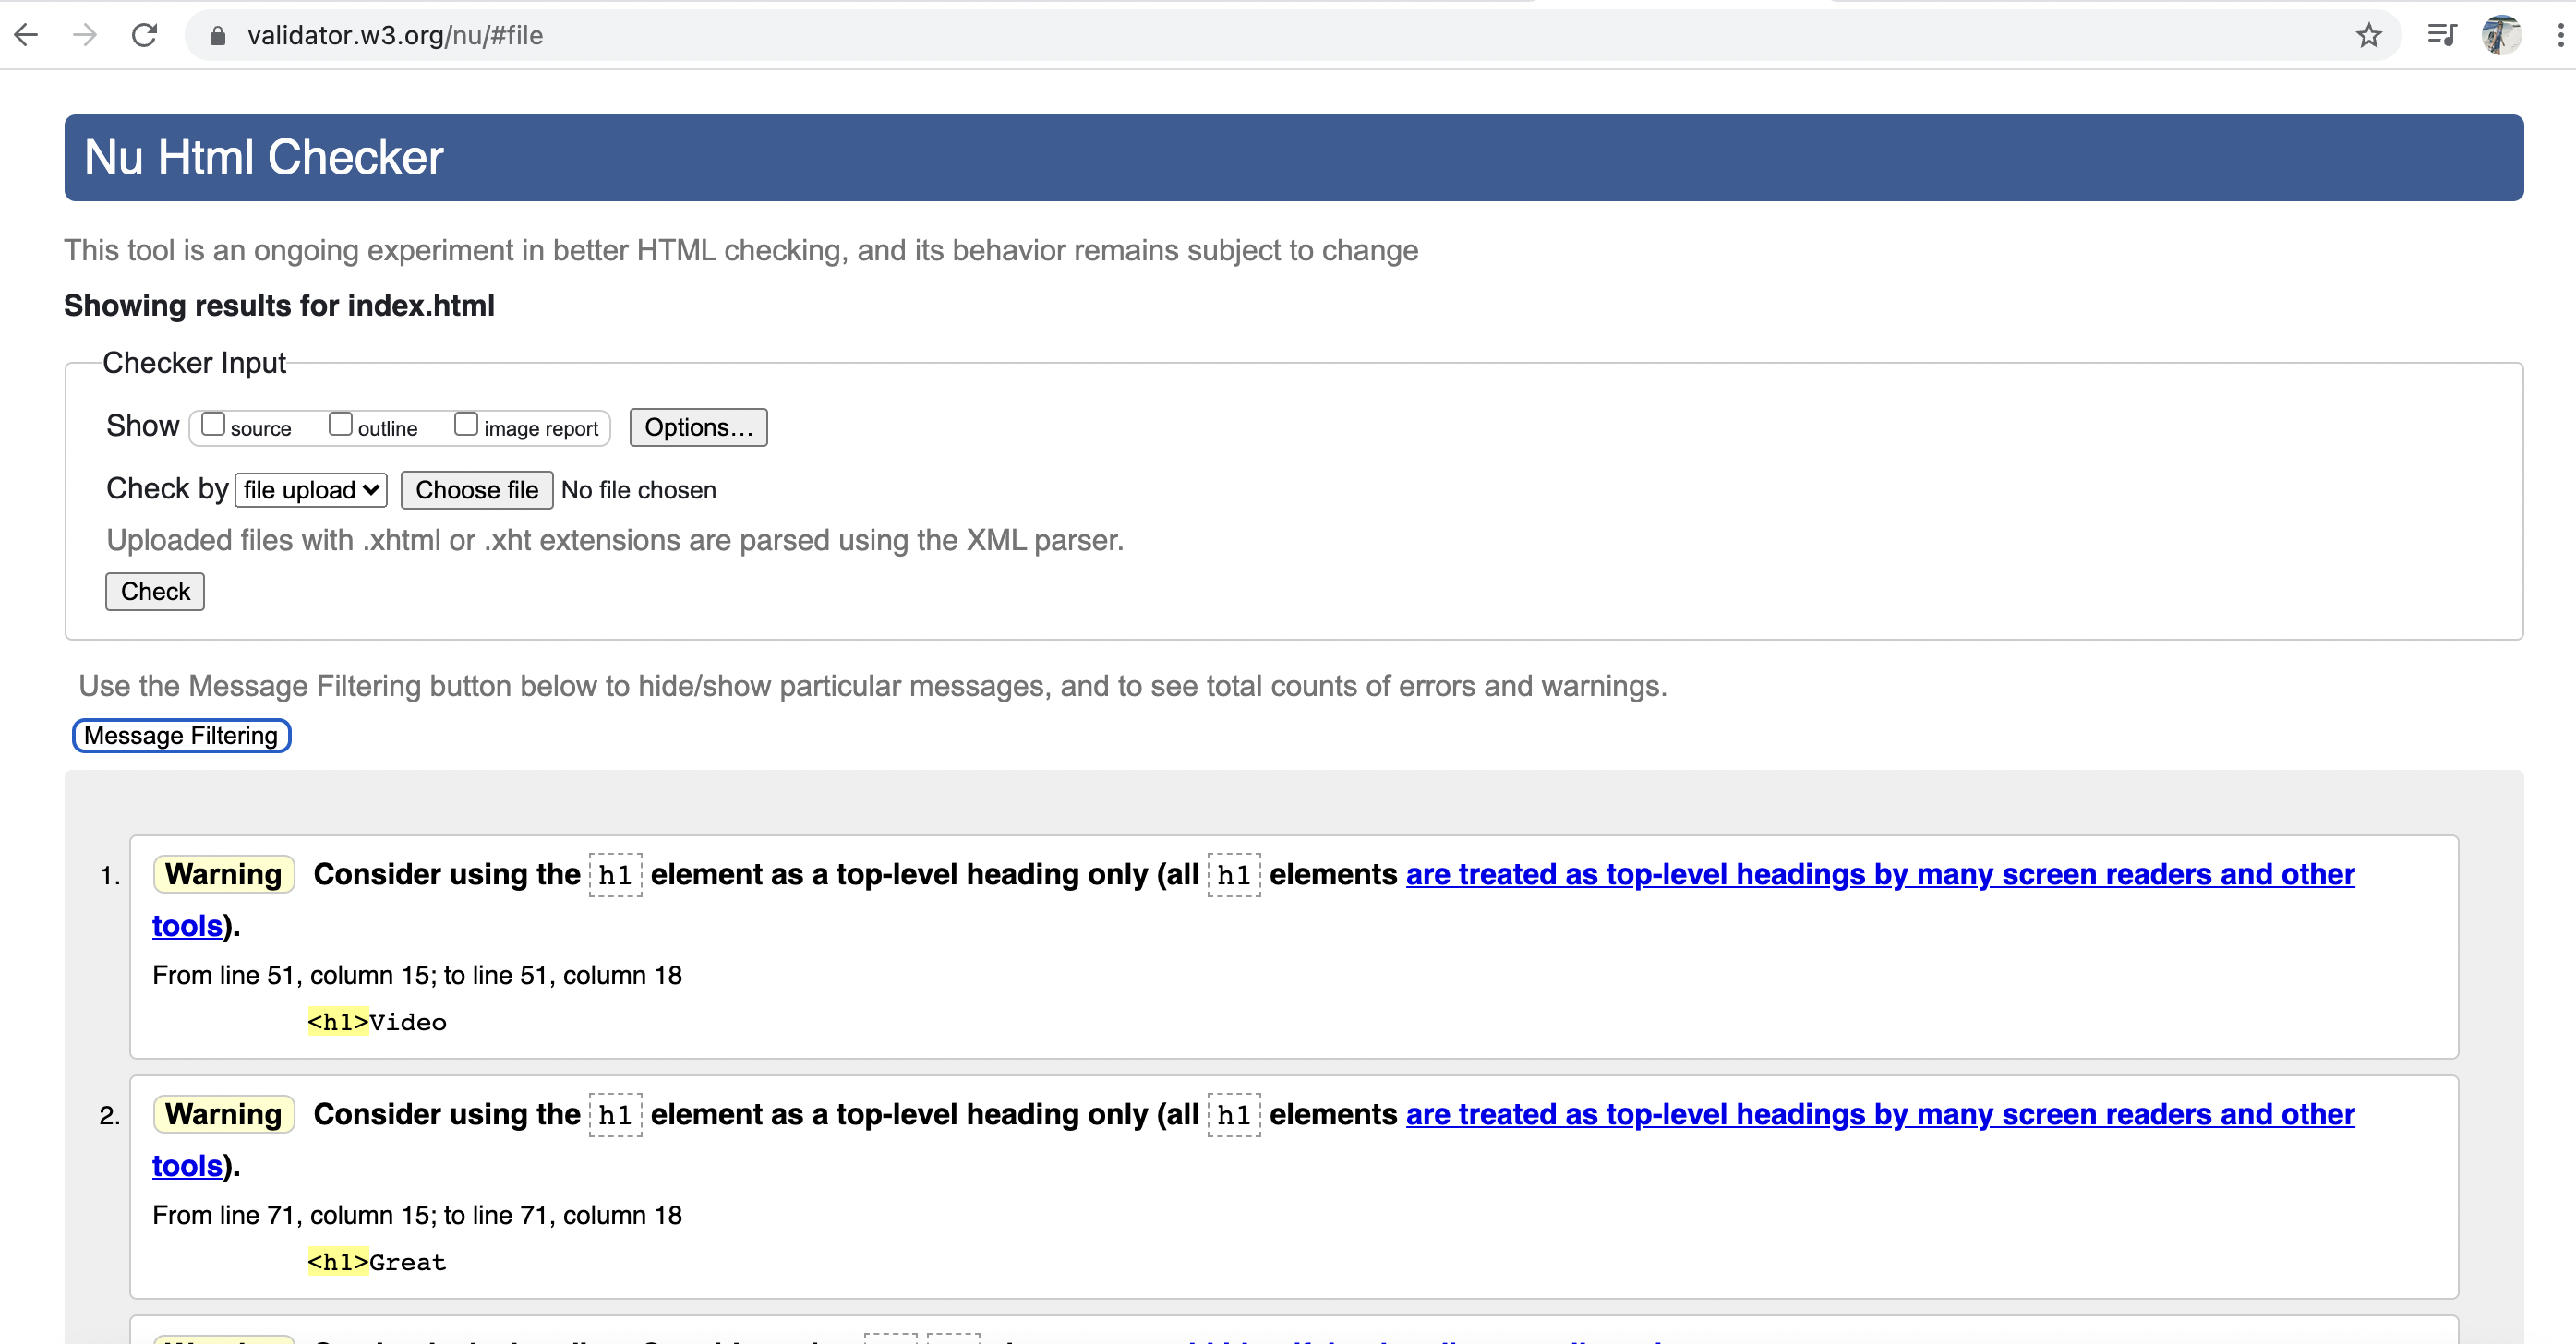 validator.w3.org/nu/#file
Nu Html Checker
This tool is an ongoing experiment in better HTML checking, and its behavior remains subject to change
Showing results for index.html
Checker Input
Show source outline image report Options...
Check by file upload Choose file No file chosen
Uploaded files with .xhtml or .xht extensions are parsed using the XML parser.
Check
Use the Message Filtering button below to hide/show particular messages, and to see total counts of errors and warnings.
Message Filtering
1. Warning Consider using the h1 element as a top-level heading only (all h1 elements are treated as top-level headings by many screen readers and other
tools).
From line 51, column 15; to line 51, column 18
<h1>Video
2. Warning Consider using the h1 element as a top-level heading only (all h1 elements are treated as top-level headings by many screen readers and other
tools).
From line 71, column 15; to line 71, column 18
<h1>Great